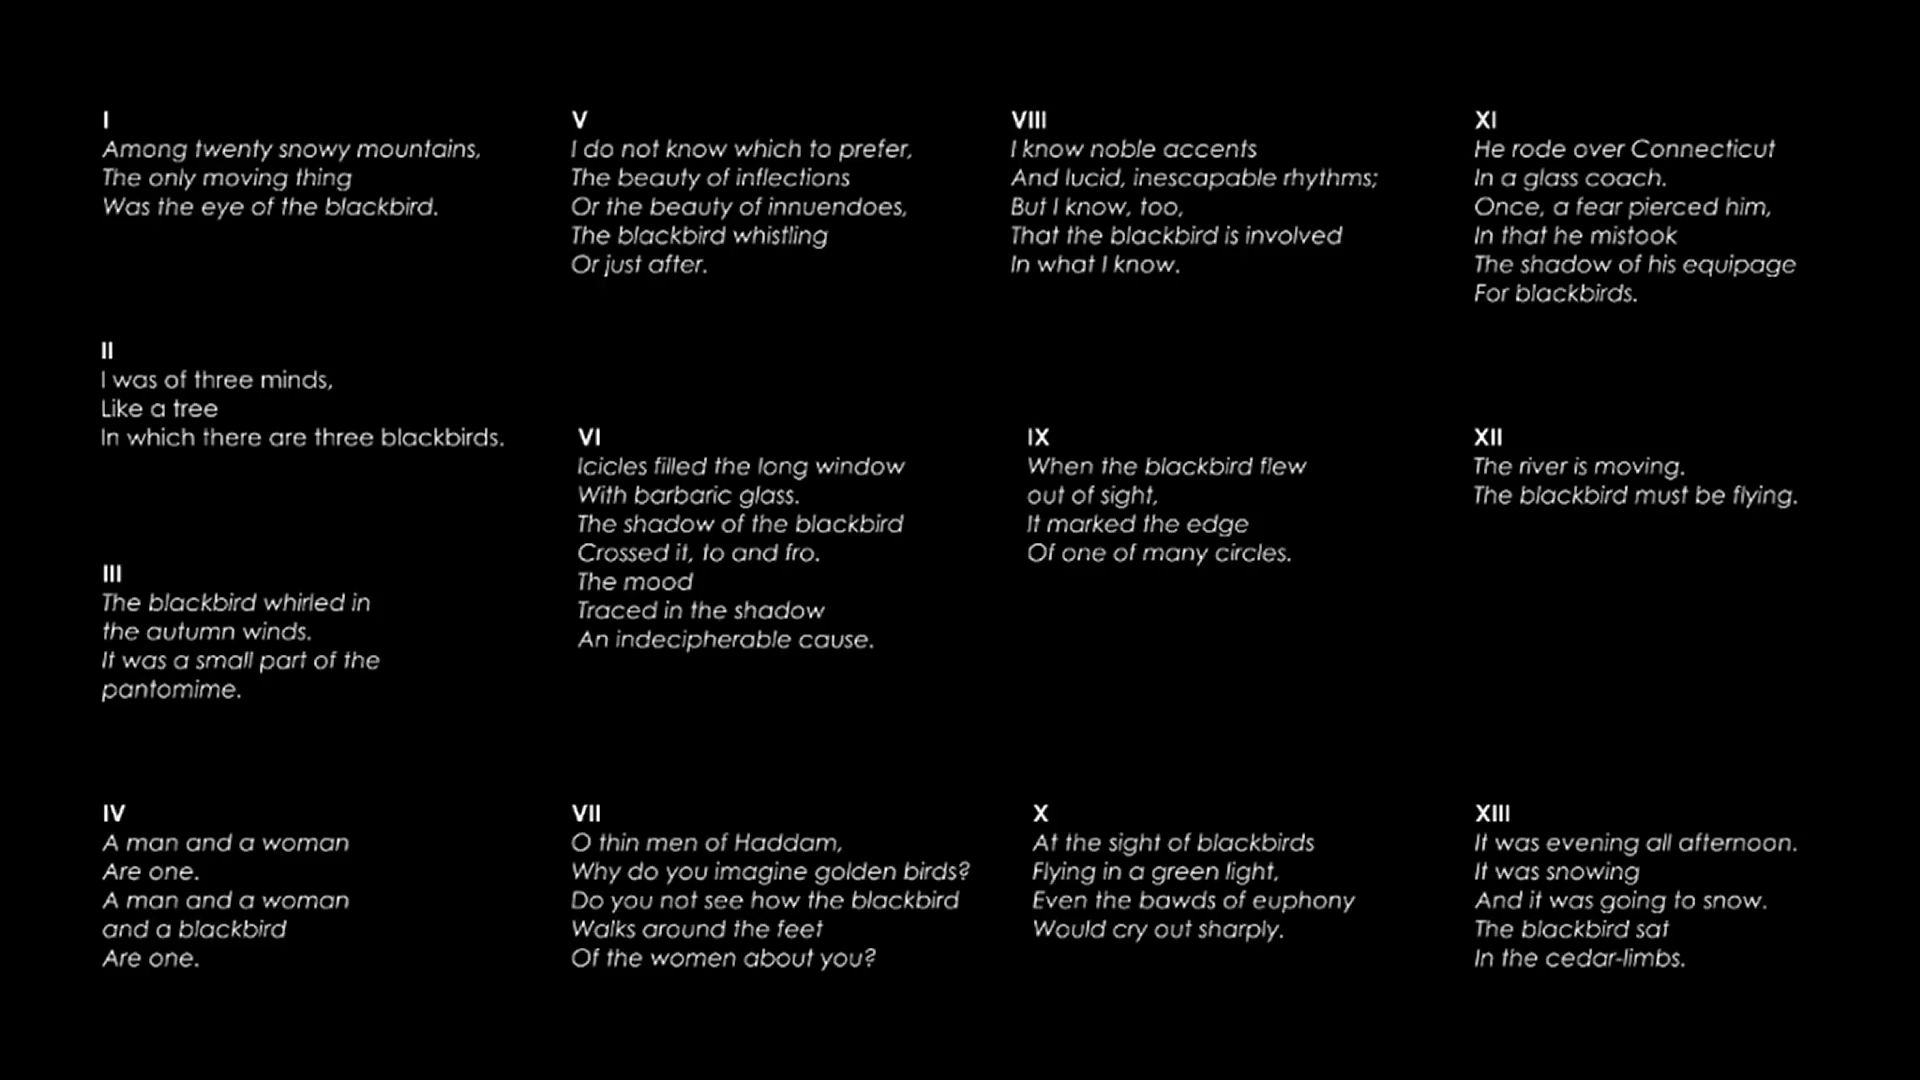 I
Among twenty snowy mountains,
The only moving thing
Was the eye of the blackbird.
II
I was of three minds,
Like a tree
In which there are three blackbirds.
III
The blackbird whirled in
the autumn winds.
It was a small part of the
pantomime.
IV
A man and a woman
Are one.
A man and a woman
and a blackbird
Are one.
V
I do not know which to prefer,
The beauty of inflections
Or the beauty of innuendoes,
The blackbird whistling
Or just after.
VI
Icicles filled the long window
With barbaric glass.
The shadow of the blackbird
Crossed it, to and fro.
The mood
Traced in the shadow
An indecipherable cause.
VII
O thin men of Haddam,
Why do you imagine golden birds?
Do you not see how the blackbird
Walks around the feet
Of the women about you?
VIII
I know noble accents
And lucid, inescapable rhythms;
But I know, too,
That the blackbird is involved
In what I know.
IX
When the blackbird flew
out of sight,
It marked the edge
Of one of many circles.
X
At the sight of blackbirds
Flying in a green light,
Even the bawds of euphony
Would cry out sharply.
XI
He rode over Connecticut
In a glass coach.
Once, a fear pierced him,
In that he mistook
The shadow of his equipage
For blackbirds.
XII
The river is moving.
The blackbird must be flying.
XIII
It was evening all afternoon.
It was snowing
And it was going to snow.
The blackbird sat
In the cedar-limbs.